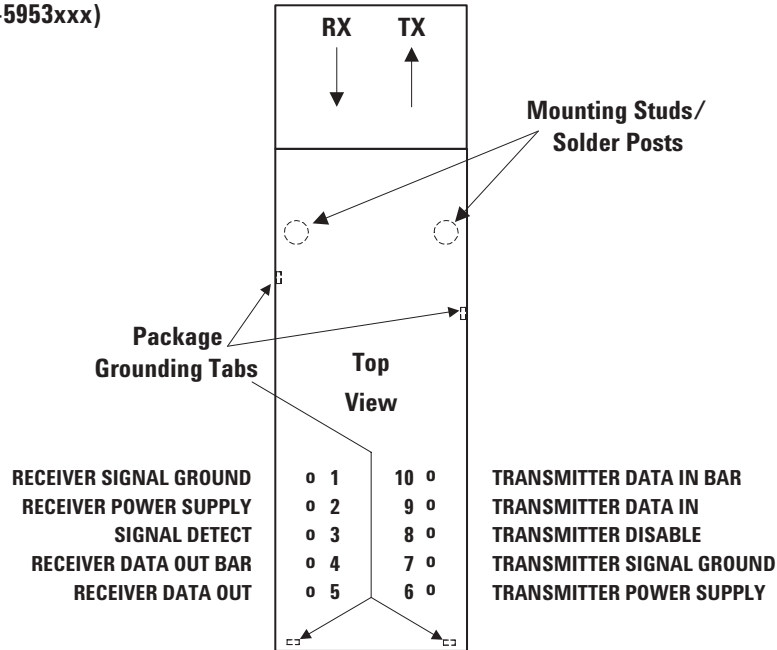 -5953xxx)
RX TX
Mounting Studs/
Solder Posts
Package
Grounding Tabs
Top
View
RECEIVER SIGNAL GROUND o 1 10 o TRANSMITTER DATA IN BAR
RECEIVER POWER SUPPLY o 2 9 o TRANSMITTER DATA IN
SIGNAL DETECT o 3 8 o TRANSMITTER DISABLE
RECEIVER DATA OUT BAR o 4 7 o TRANSMITTER SIGNAL GROUND
RECEIVER DATA OUT o 5 6 o TRANSMITTER POWER SUPPLY